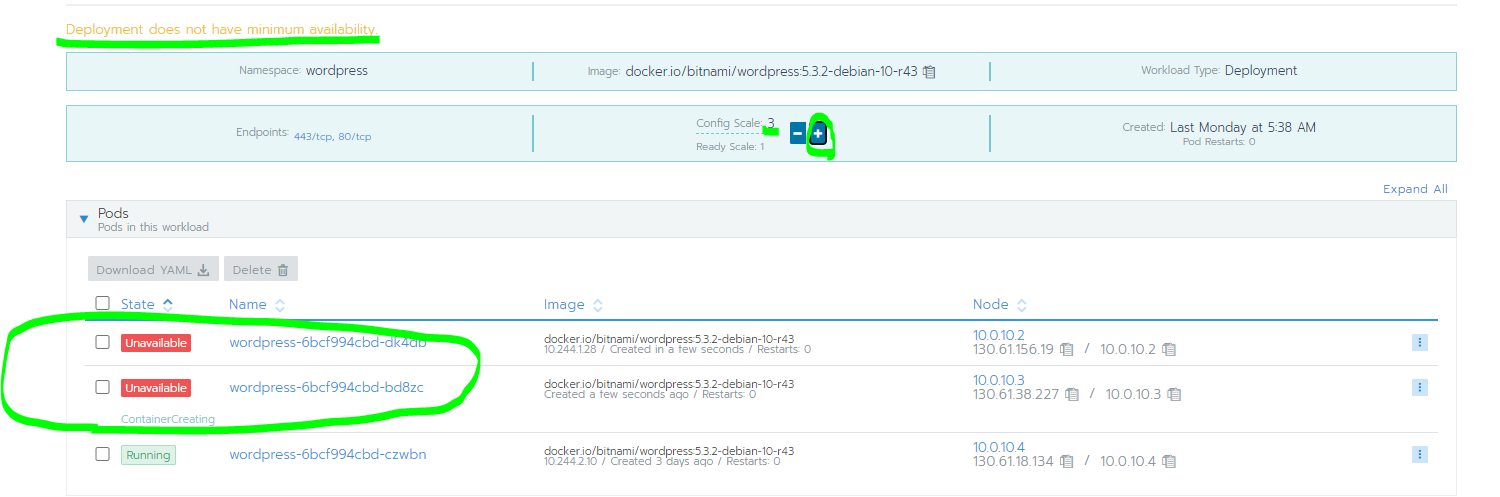 Deployment does not have minimum availability.
Namespace: wordpress
Image: docker.io/bitnami/wordpress:5.3.2-debian-10-r43
Workload Type: Deployment
Endpoints: 443/tcp, 80/tcp
Config Scale: 3
Ready Scale: 1
Created: Last Monday at 5:38 AM
Pod Restarts: 0
Expand All
Pods
Pods in this workload
Download YAML
Delete
State Name Image Node
Unavailable wordpress-6bcf994cbd-dk4db
docker.io/bitnami/wordpress:5.3.2-debian-10-r43
10.244.1.28 / Created in a few seconds / Restarts: 0
10.0.10.2
130.61.156.19 / 10.0.10.2
Unavailable wordpress-6bcf994cbd-bd8zc
docker.io/bitnami/wordpress:5.3.2-debian-10-r43
Created a few seconds ago / Restarts: 0
10.0.10.3
130.61.38.227 / 10.0.10.3
ContainerCreating
Running wordpress-6bcf994cbd-czwbn
docker.io/bitnami/wordpress:5.3.2-debian-10-r43
10.244.2.10 / Created 3 days ago / Restarts: 0
10.0.10.4
130.61.18.134 / 10.0.10.4